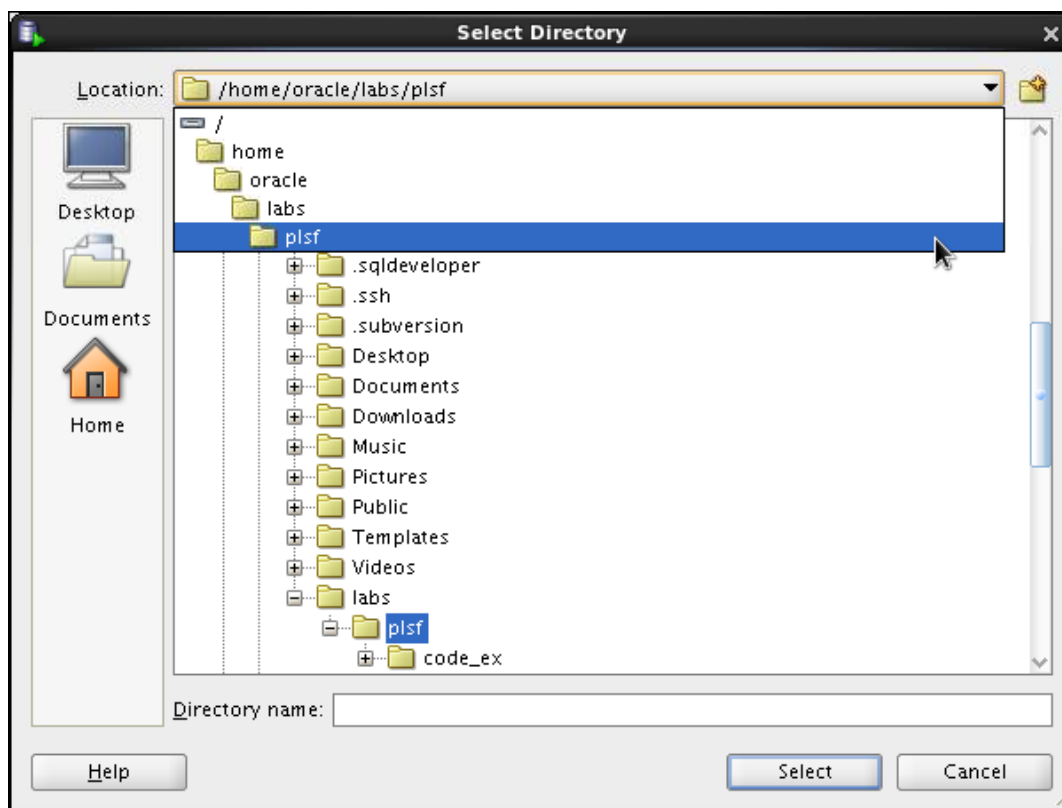 Select Directory
Location: /home/oracle/labs/plsf
/
home
oracle
labs
plsf
Desktop
Documents
Home
.sqldeveloper
.ssh
.subversion
Desktop
Documents
Downloads
Music
Pictures
Public
Templates
Videos
labs
plsf
code_ex
Directory name:
Help
Select
Cancel